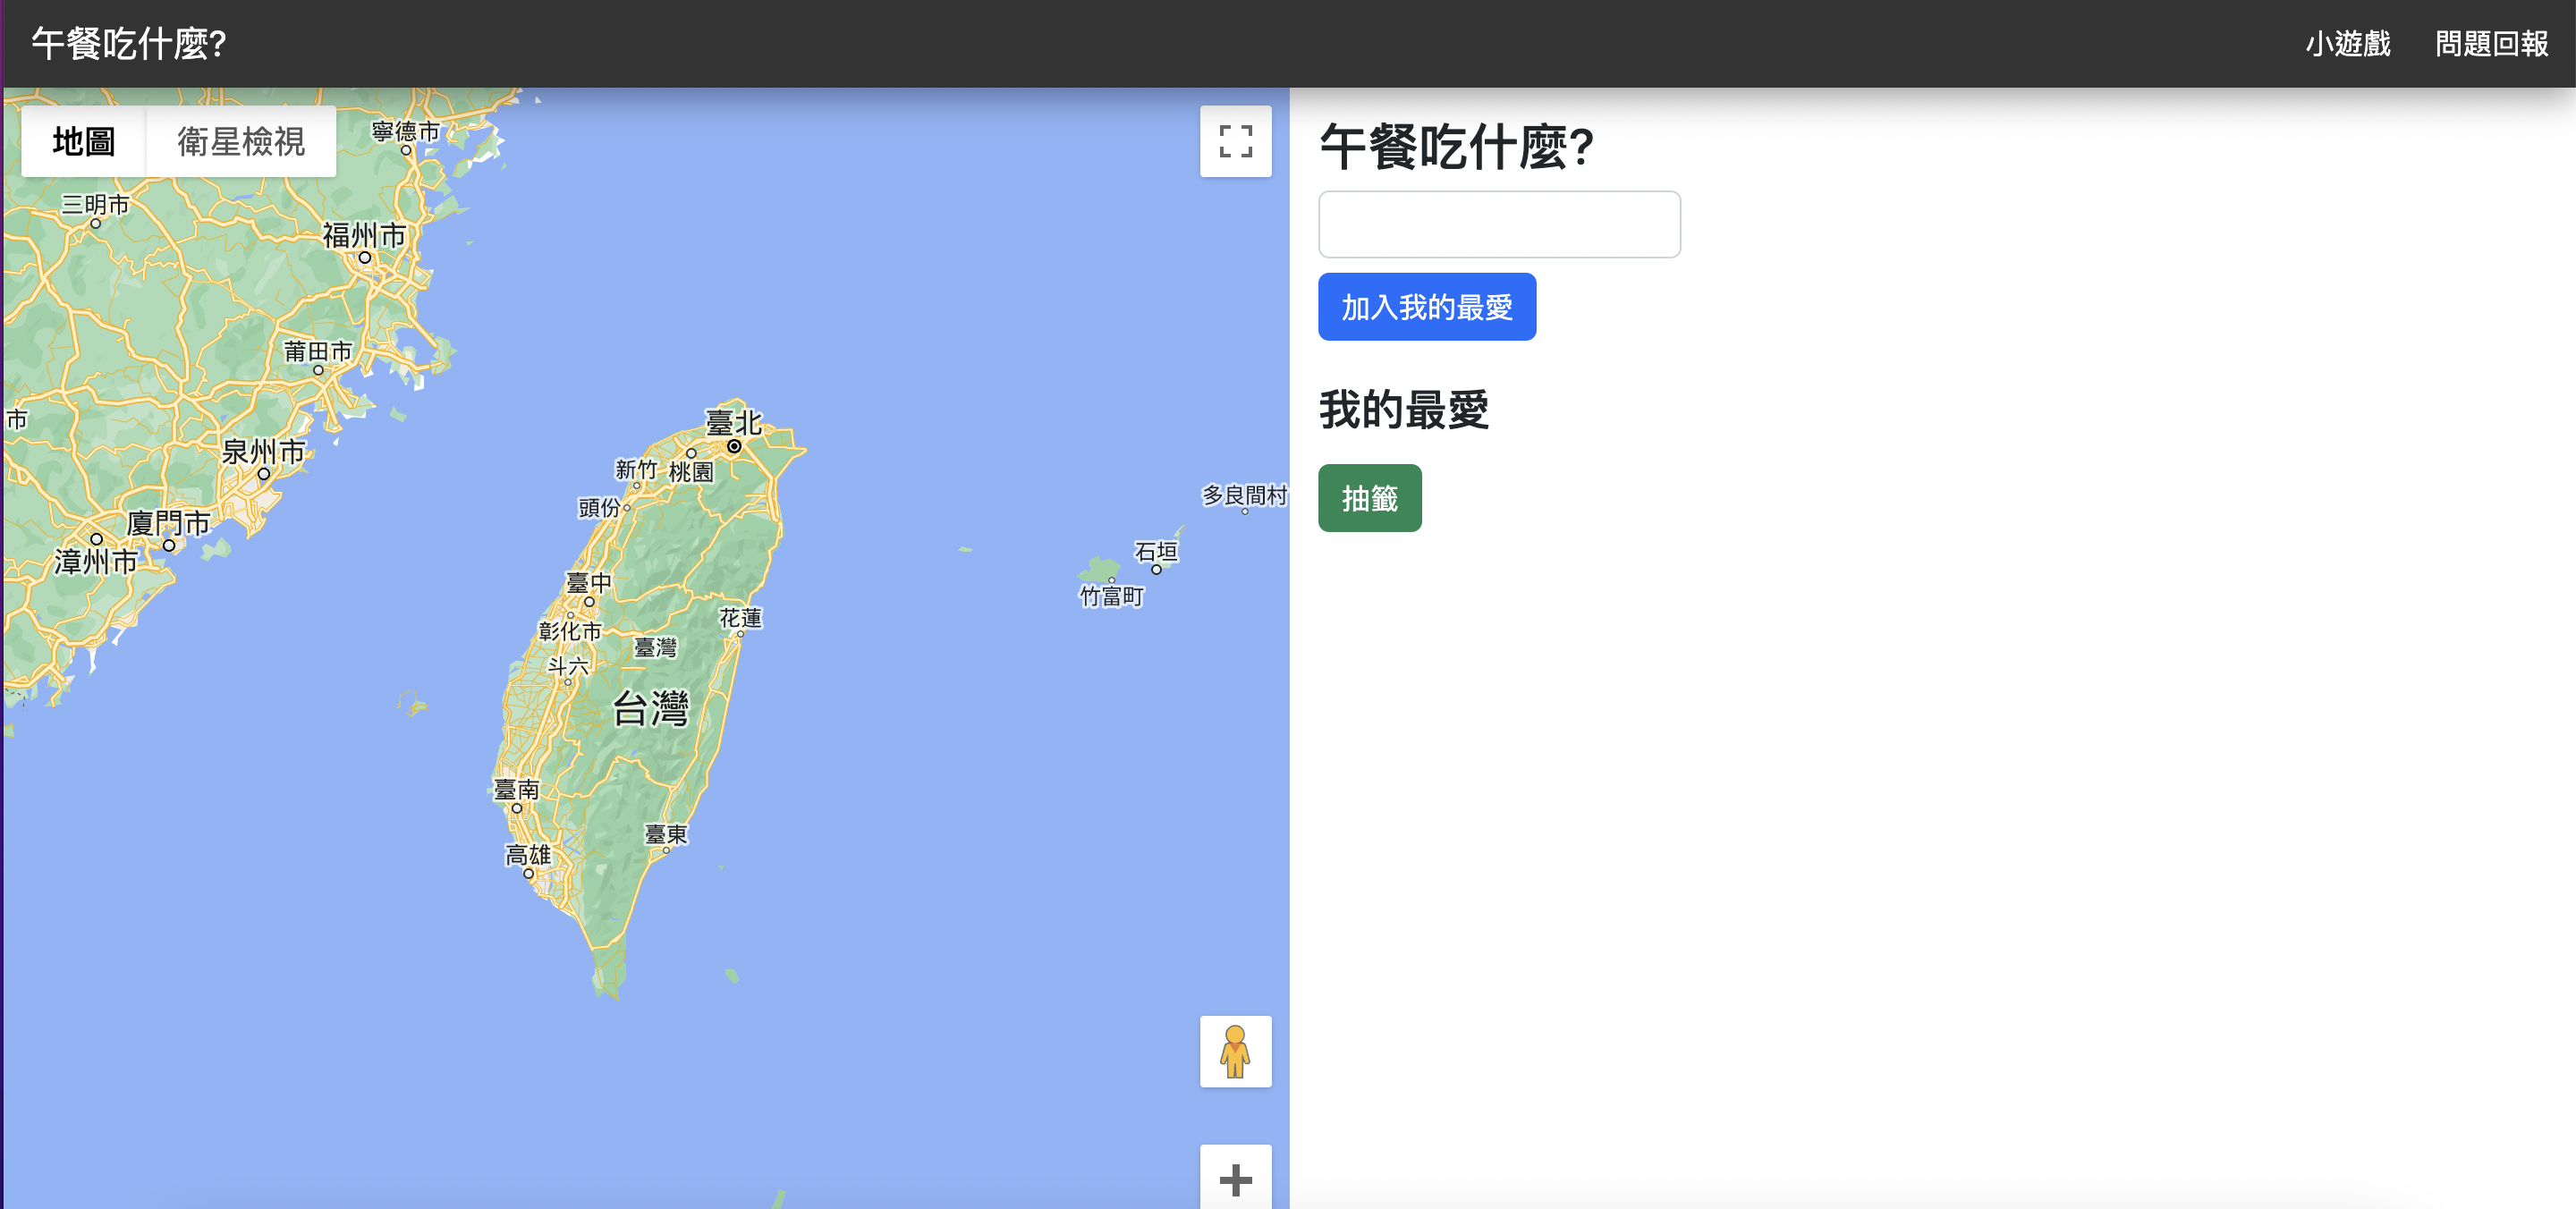 午餐吃什麼?
小遊戲
問題回報
地圖
衛星檢視
寧德市
三明市
福州市
莆田市
市
泉州市
廈門市
漳州市
臺北
新竹
桃園
頭份
臺中
彰化市
花蓮
臺灣
斗六
台灣
臺南
臺東
高雄
多良間村
石垣
竹富町
午餐吃什麼?
加入我的最愛
我的最愛
抽籤